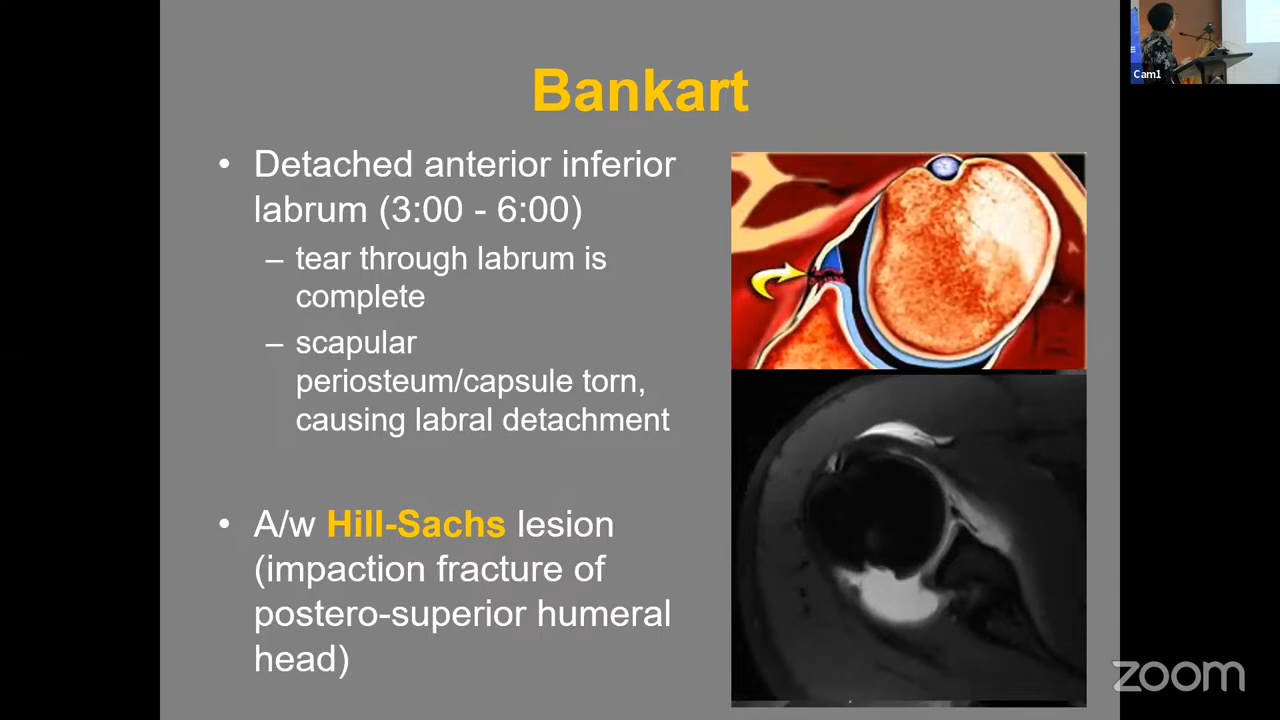 Bankart
• Detached anterior inferior
labrum (3:00 - 6:00)
– tear through labrum is
complete
– scapular
periosteum/capsule torn,
causing labral detachment
• A/w Hill-Sachs lesion
(impaction fracture of
postero-superior humeral
head)
Cam1
zoom